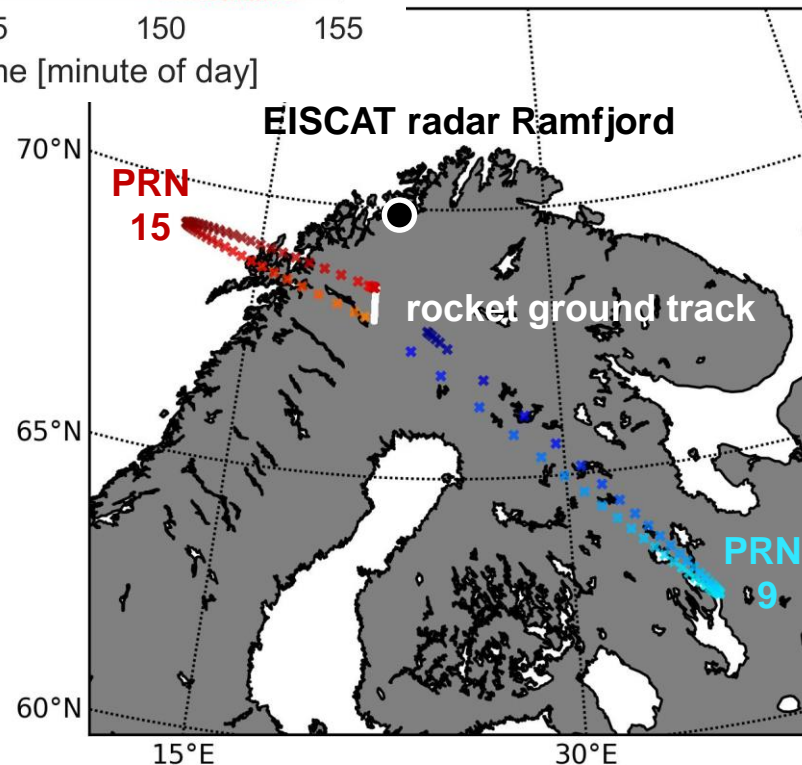 5
150
155
ne [minute of day]
EISCAT radar Ramfjord
70°N
PRN
15
rocket ground track
65°N
PRN
9
60°N
15°E
30°E